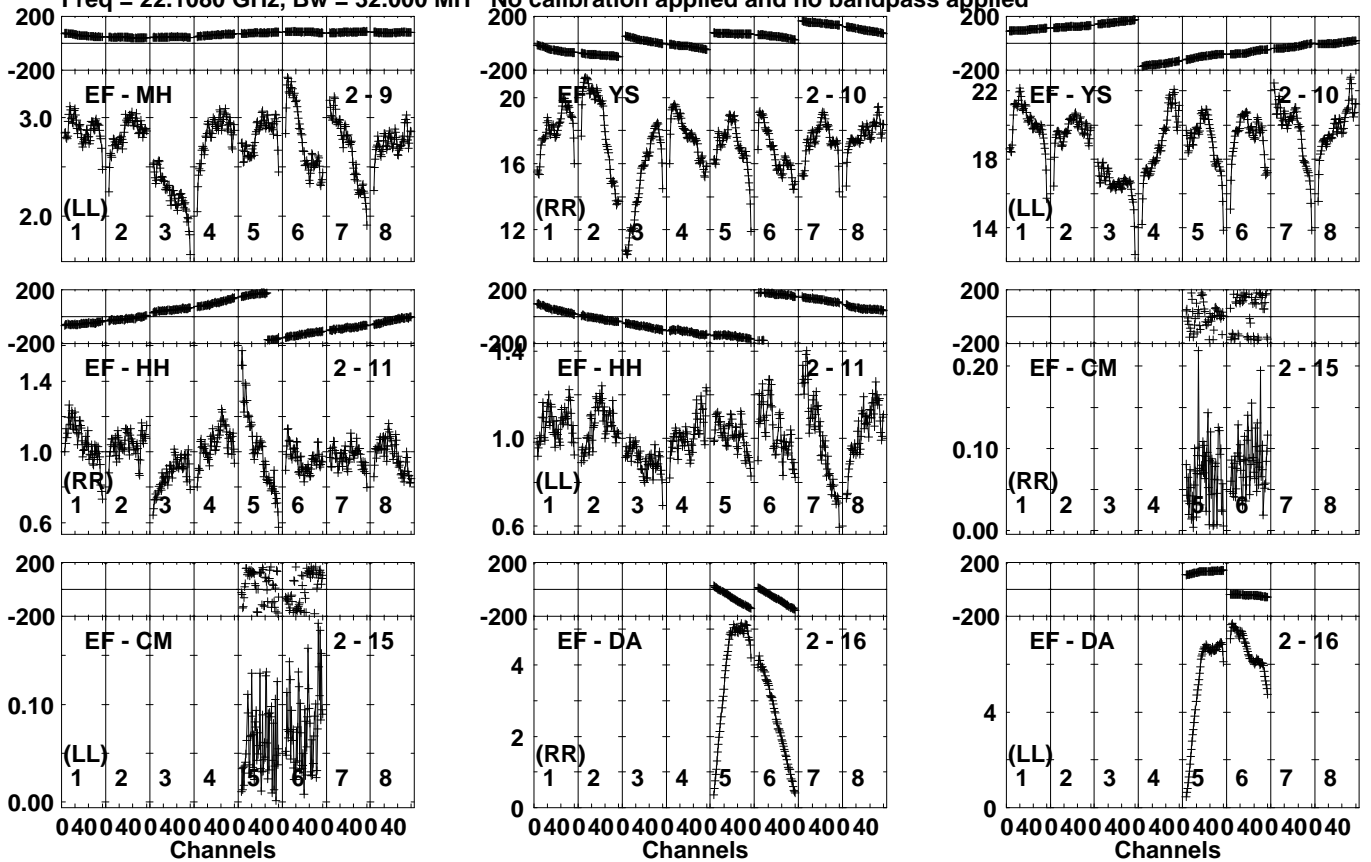 Freq = 22.1080 GHz, Bw = 32.000 MH No calibration applied and no bandpass applied
200
-200
EF - MH 2 - 9
3.0
2.0
(LL)
1 2 3 4 5 6 7 8
200
-200
EF - YS 2 - 10
20
16
12
(RR)
1 2 3 4 5 6 7 8
200
-200
EF - YS 2 - 10
22
18
14
(LL)
1 2 3 4 5 6 7 8
200
-200
EF - HH 2 - 11
1.4
1.0
0.6
(RR)
1 2 3 4 5 6 7 8
200
-200
1.4
EF - HH 2 - 11
1.0
0.6
(LL)
1 2 3 4 5 6 7 8
200
-200
EF - CM 2 - 15
0.20
0.10
0.00
(RR)
1 2 3 4 5 6 7 8
200
-200
EF - CM 2 - 15
0.10
0.00
(LL)
1 2 3 4 5 6 7 8
0 40 0 40 0 40 0 40 0 40 0 40 0 40 0 40
Channels
200
-200
EF - DA 2 - 16
4
2
0
(RR)
1 2 3 4 5 6 7 8
0 40 0 40 0 40 0 40 0 40 0 40 0 40 0 40
Channels
200
-200
EF - DA 2 - 16
4
0
(LL)
1 2 3 4 5 6 7 8
0 40 0 40 0 40 0 40 0 40 0 40 0 40 0 40
Channels